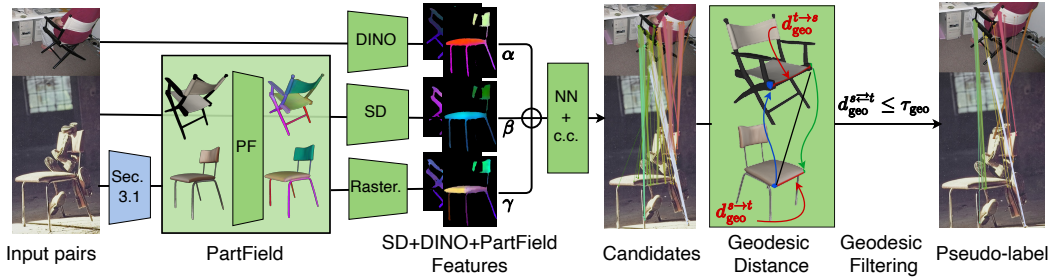 DINO
α
d_geo^{t→s}
PF
SD
β
NN
+
c.c.
d_geo^{s⇄t} ≤ τ_geo
Sec.
3.1
Raster.
γ
d_geo^{s→t}
Input pairs
PartField
SD+DINO+PartField
Features
Candidates
Geodesic
Distance
Geodesic
Filtering
Pseudo-label